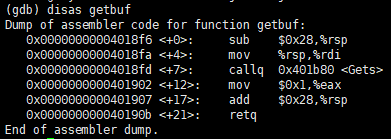 (gdb) disas getbuf
Dump of assembler code for function getbuf:
0x00000000004018f6 <+0>: sub $0x28,%rsp
0x00000000004018fa <+4>: mov %rsp,%rdi
0x00000000004018fd <+7>: callq 0x401b80 <Gets>
0x0000000000401902 <+12>: mov $0x1,%eax
0x0000000000401907 <+17>: add $0x28,%rsp
0x000000000040190b <+21>: retq
End of assembler dump.